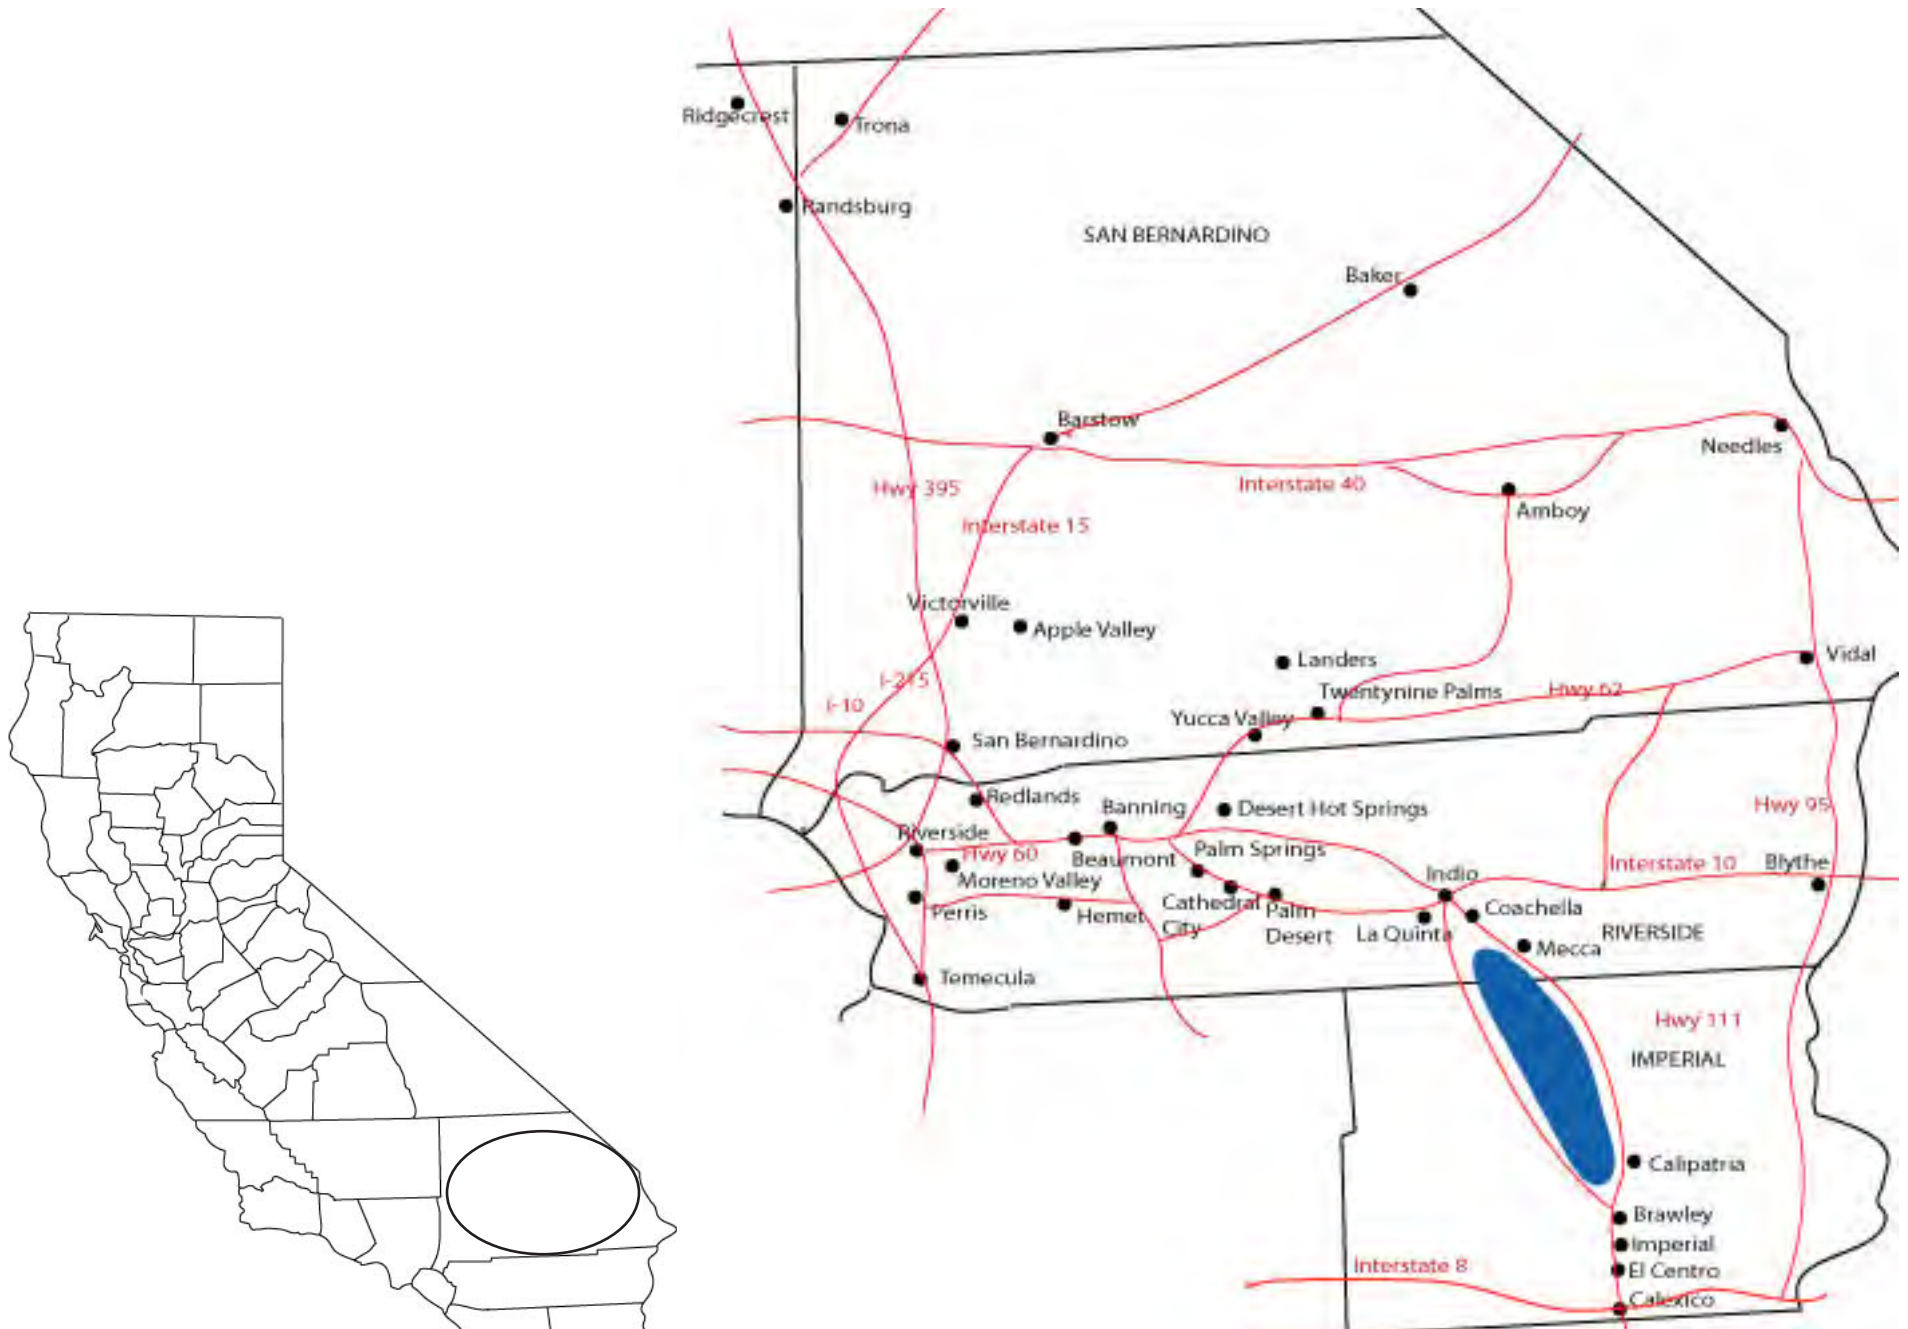 Ridgecrest
Trona
Randsburg
SAN BERNARDINO
Baker
Barstow
Needles
Hwy 395
Interstate 40
Amboy
Interstate 15
Victorville
Apple Valley
Landers
Vidal
I-215
Twentynine Palms
Hwy 62
I-10
Yucca Valley
San Bernardino
Redlands
Banning
Desert Hot Springs
Hwy 95
Riverside
Hwy 60
Beaumont
Palm Springs
Interstate 10
Blythe
Moreno Valley
Indio
Perris
Hemet
Cathedral
City
Palm
Desert
La Quinta
Coachella
RIVERSIDE
Mecca
Temecula
Hwy 111
IMPERIAL
Calipatria
Brawley
Imperial
Interstate 8
El Centro
Calexico